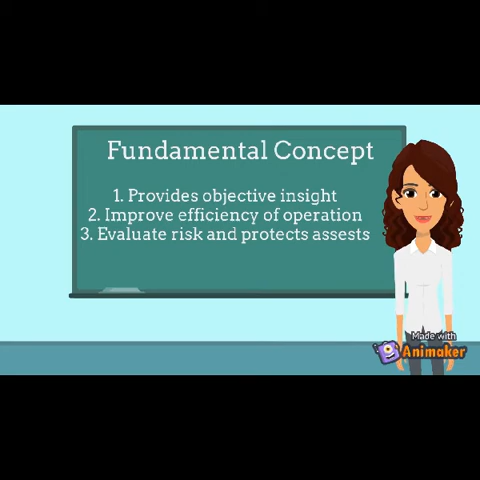 Fundamental Concept
1. Provides objective insight
2. Improve efficiency of operation
3. Evaluate risk and protects assests
Made with
Animaker